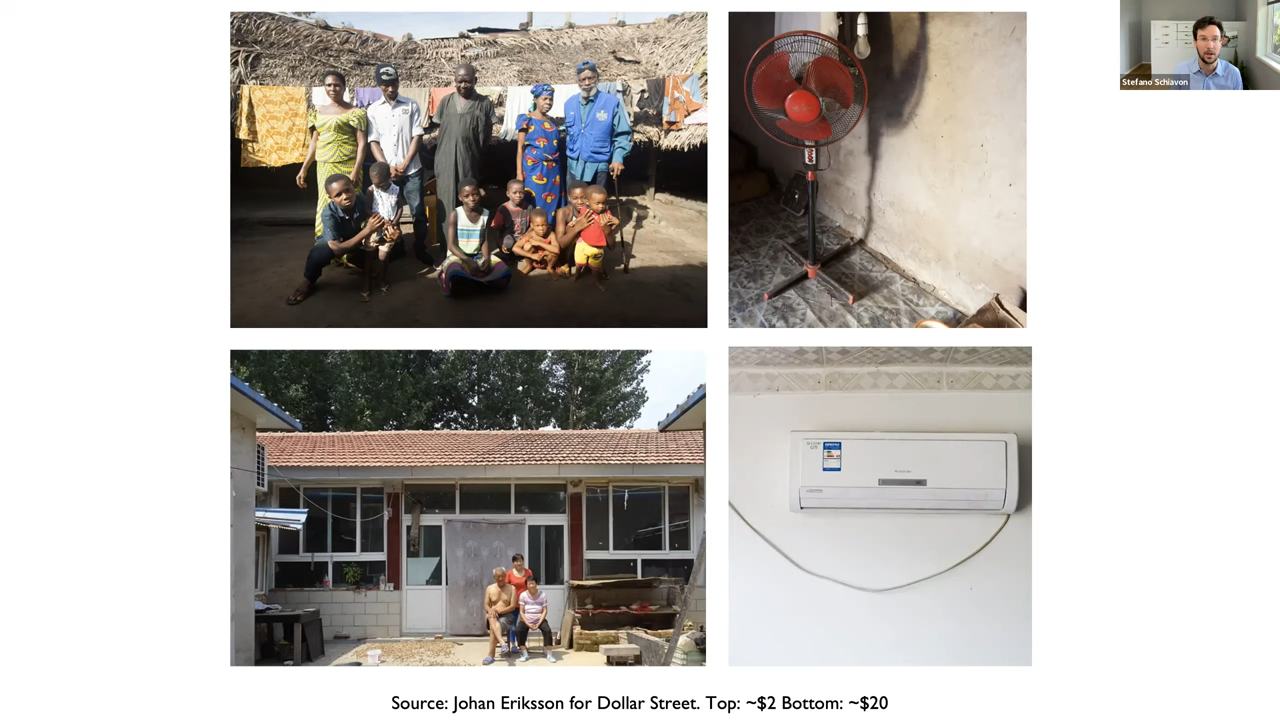 Stefano Schiavon
Source: Johan Eriksson for Dollar Street. Top: ~$2 Bottom: ~$20